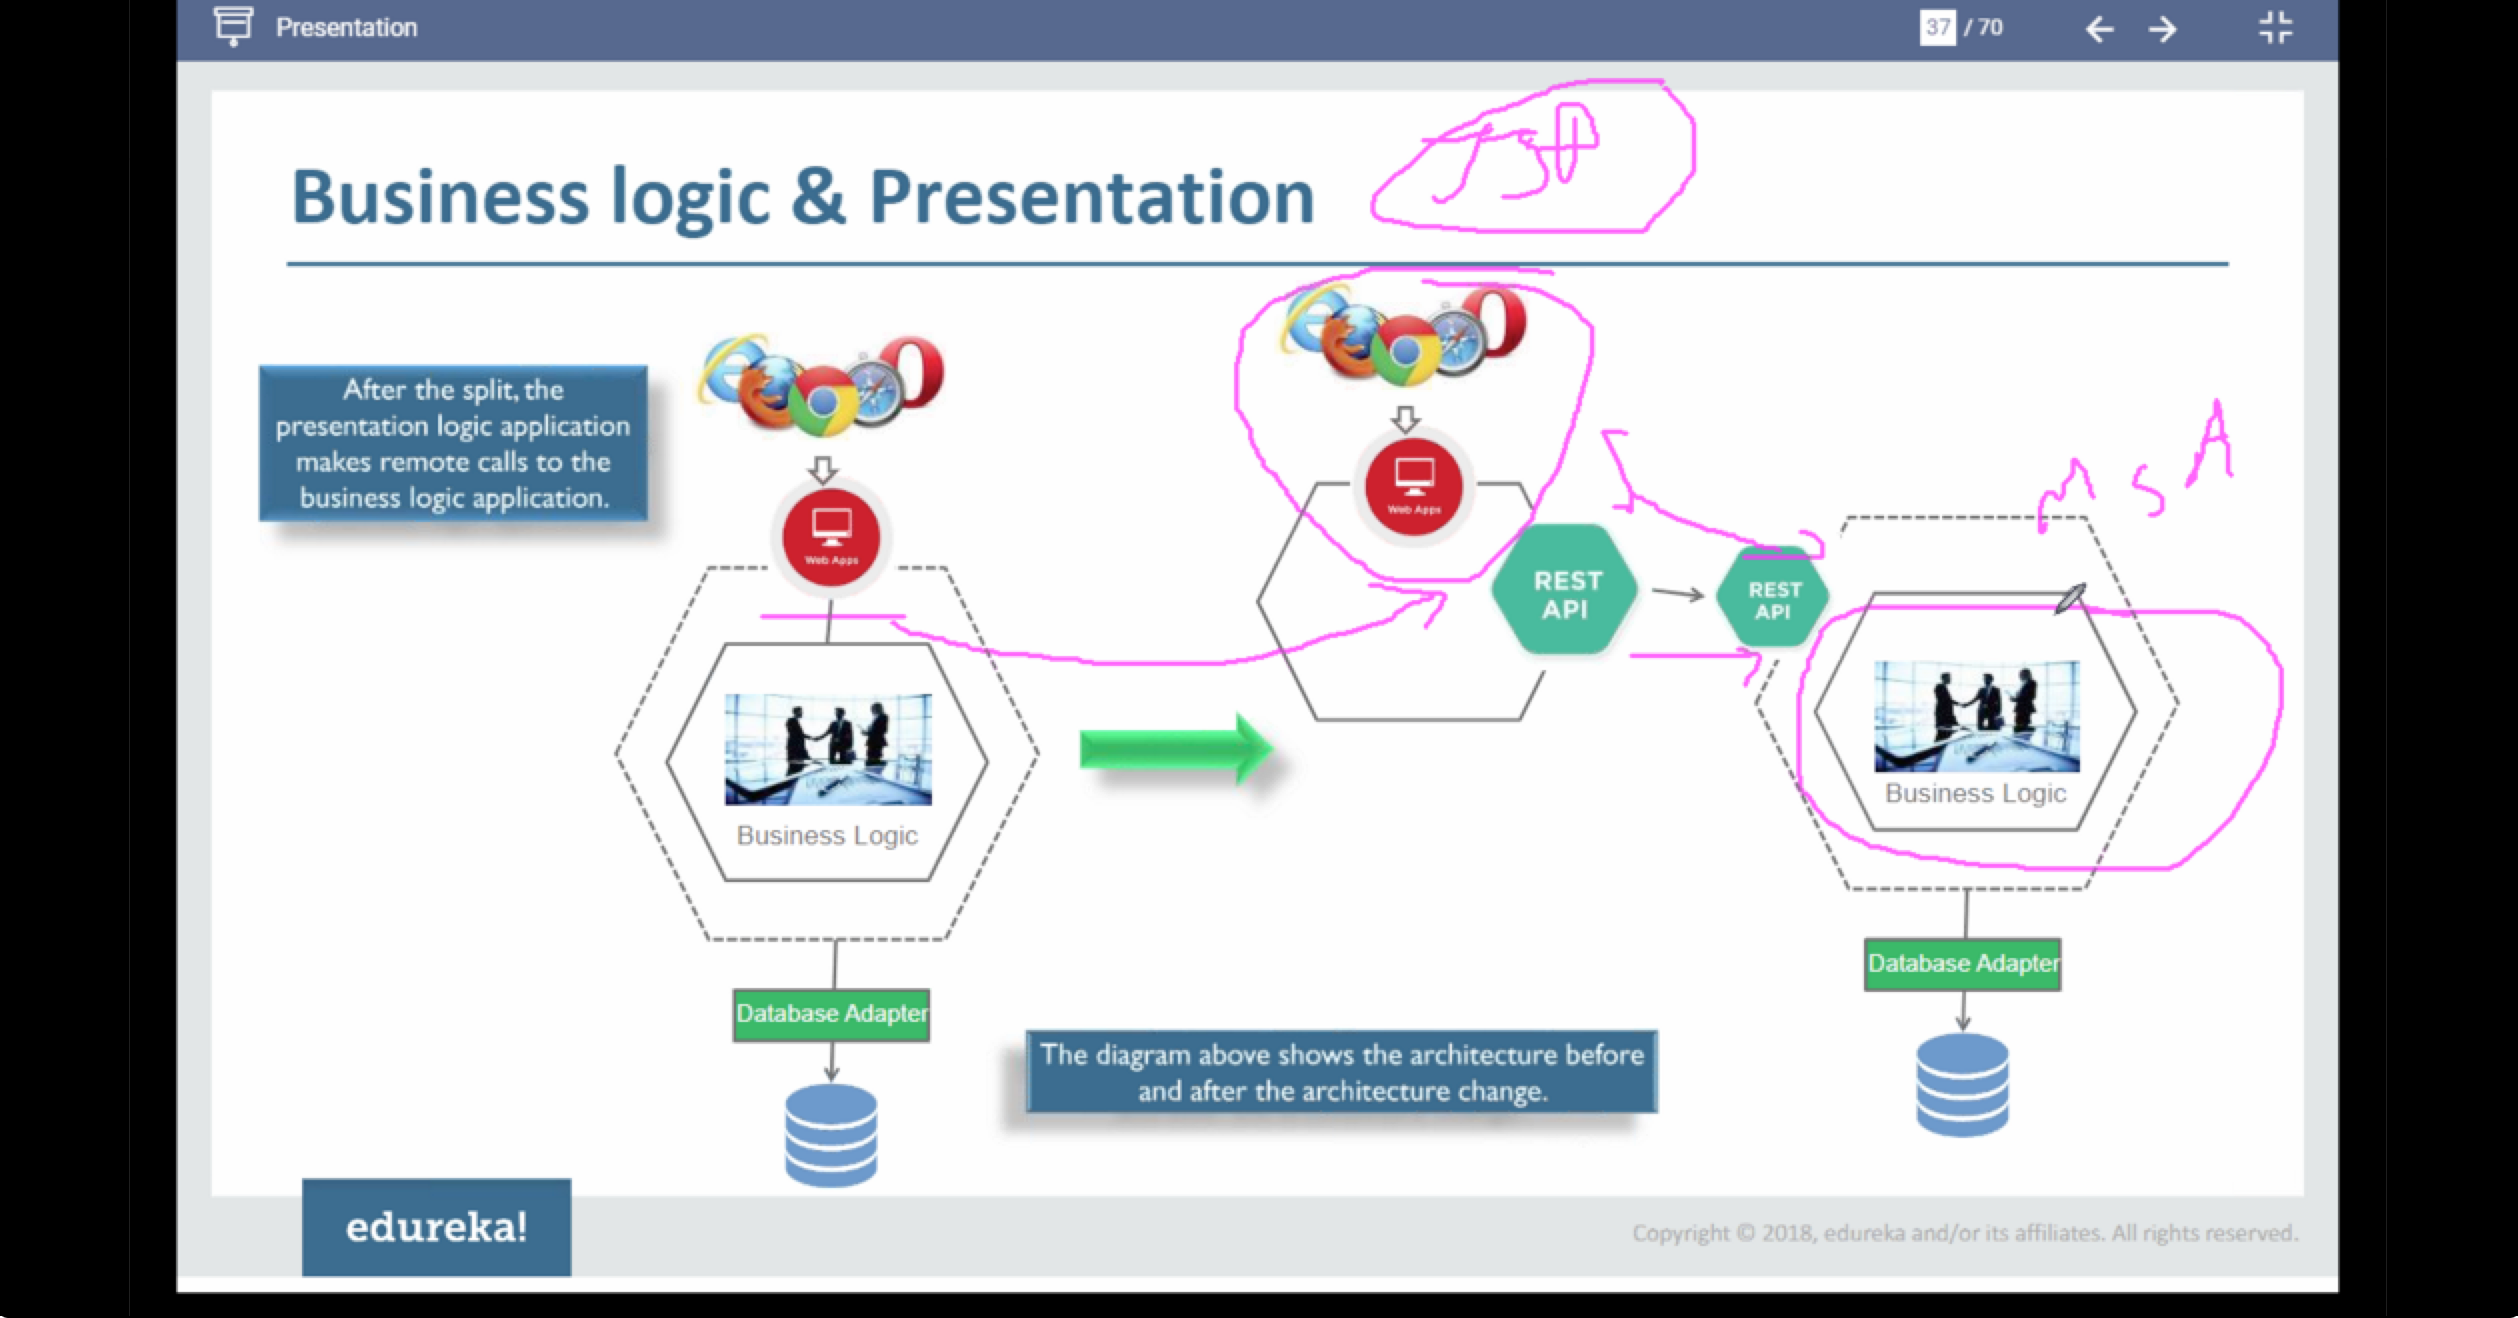 Presentation
37 / 70
Business logic & Presentation
JSP
After the split, the
presentation logic application
makes remote calls to the
business logic application.
Web Apps
Business Logic
Database Adapter
Web Apps
REST
API
REST
API
M S A
Business Logic
Database Adapter
The diagram above shows the architecture before
and after the architecture change.
edureka!
Copyright © 2018, edureka and/or its affiliates. All rights reserved.